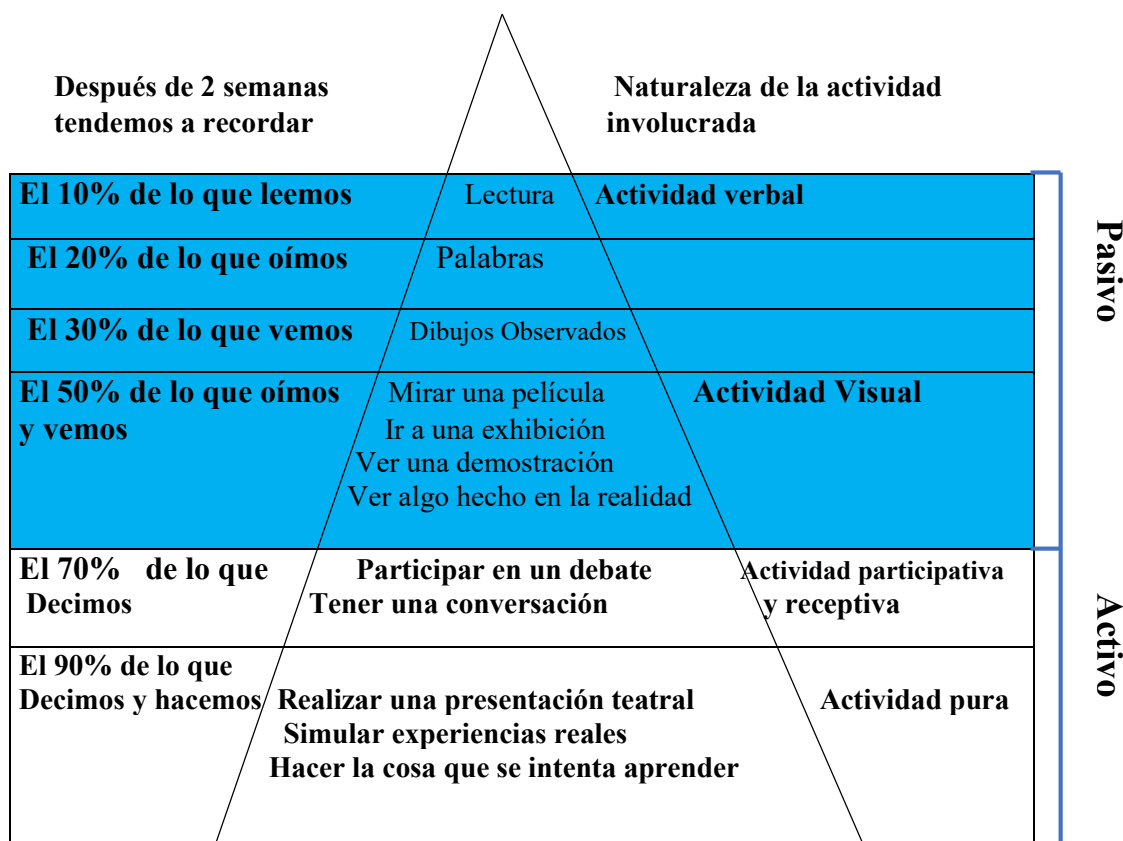 Después de 2 semanas
tendemos a recordar
Naturaleza de la actividad
involucrada
El 10% de lo que leemos
Lectura
Actividad verbal
El 20% de lo que oímos
Palabras
El 30% de lo que vemos
Dibujos Observados
El 50% de lo que oímos
y vemos
Mirar una película
Ir a una exhibición
Ver una demostración
Ver algo hecho en la realidad
Actividad Visual
Pasivo
El 70% de lo que
Decimos
Participar en un debate
Tener una conversación
Actividad participativa
y receptiva
El 90% de lo que
Decimos y hacemos
Realizar una presentación teatral
Simular experiencias reales
Hacer la cosa que se intenta aprender
Actividad pura
Activo